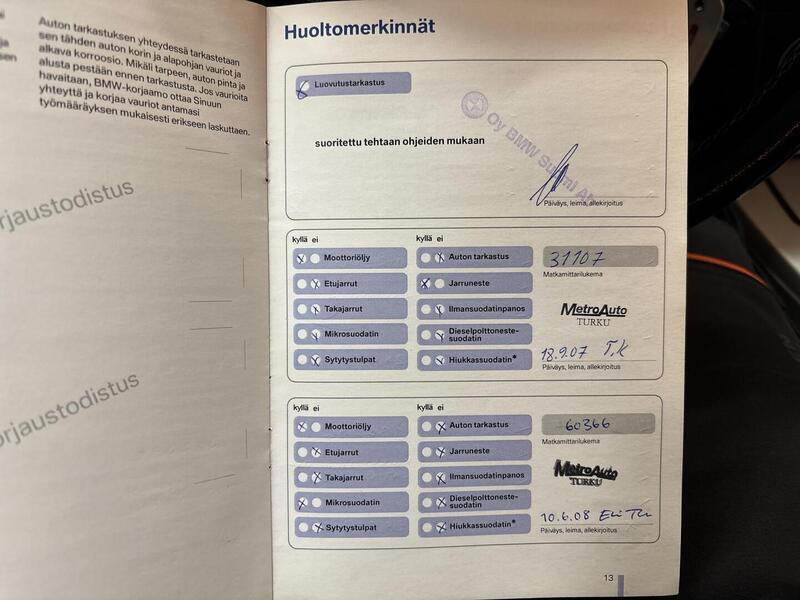 Auton tarkastuksen yhteydessä tarkastetaan
sen tähden auton korin ja alapohjan vauriot ja
alkava korroosio. Mikäli tarpeen, auton pinta ja
alusta pestään ennen tarkastusta. Jos vaurioita
havaitaan, BMW-korjaamo ottaa Sinuun
yhteyttä ja korjaa vauriot antamasi
työmääräyksen mukaisesti erikseen laskuttaen.
rjaustodistus
orjaustodistus
Huoltomerkinnät
Luovutustarkastus
Oy BMW Suomi Ab
suoritettu tehtaan ohjeiden mukaan
Päiväys, leima, allekirjoitus
kyllä ei
kyllä ei
Moottoriöljy
Auton tarkastus
31107
Matkamittarilukema
Etujarrut
Jarruneste
Takajarrut
Ilmansuodatinpanos
MetroAuto
TURKU
Mikrosuodatin
Dieselpolttoneste-
suodatin
Sytytystulpat
Hiukkassuodatin*
18.9.07 T.K
Päiväys, leima, allekirjoitus
kyllä ei
kyllä ei
Moottoriöljy
Auton tarkastus
60366
Matkamittarilukema
Etujarrut
Jarruneste
Takajarrut
Ilmansuodatinpanos
MetroAuto
TURKU
Mikrosuodatin
Dieselpolttoneste-
suodatin
Sytytystulpat
Hiukkassuodatin*
10.6.08
Päiväys, leima, allekirjoitus
13